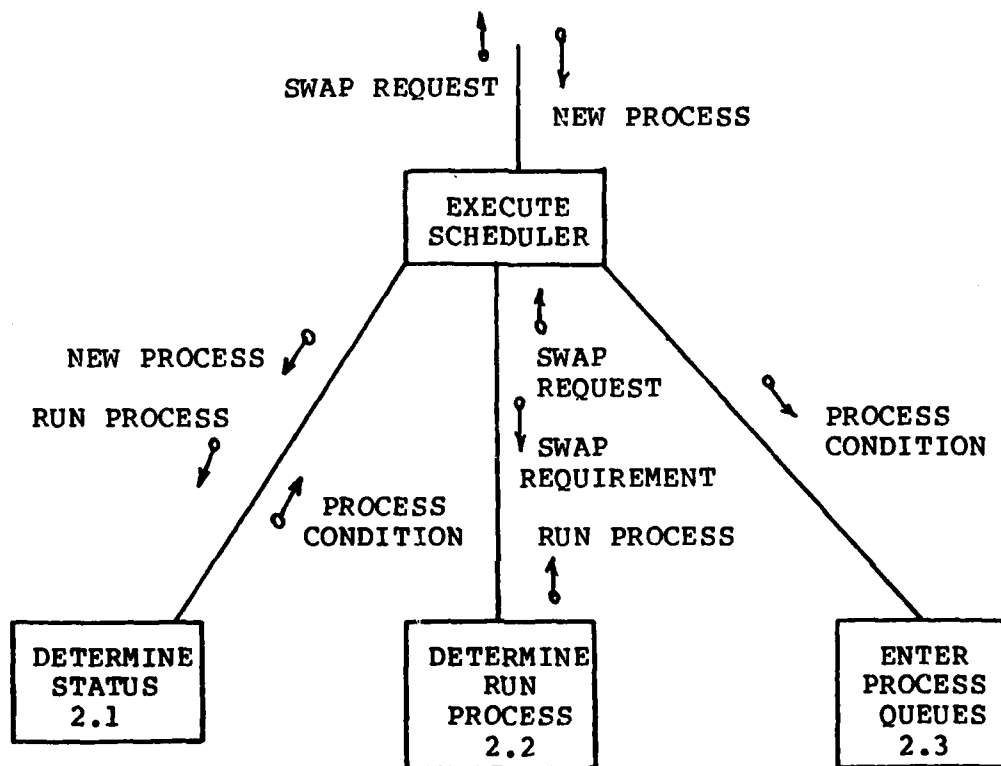 SWAP REQUEST
NEW PROCESS
EXECUTE
SCHEDULER
NEW PROCESS
RUN PROCESS
PROCESS
CONDITION
SWAP
REQUEST
SWAP
REQUIREMENT
RUN PROCESS
PROCESS
CONDITION
DETERMINE
STATUS
2.1
DETERMINE
RUN
PROCESS
2.2
ENTER
PROCESS
QUEUES
2.3